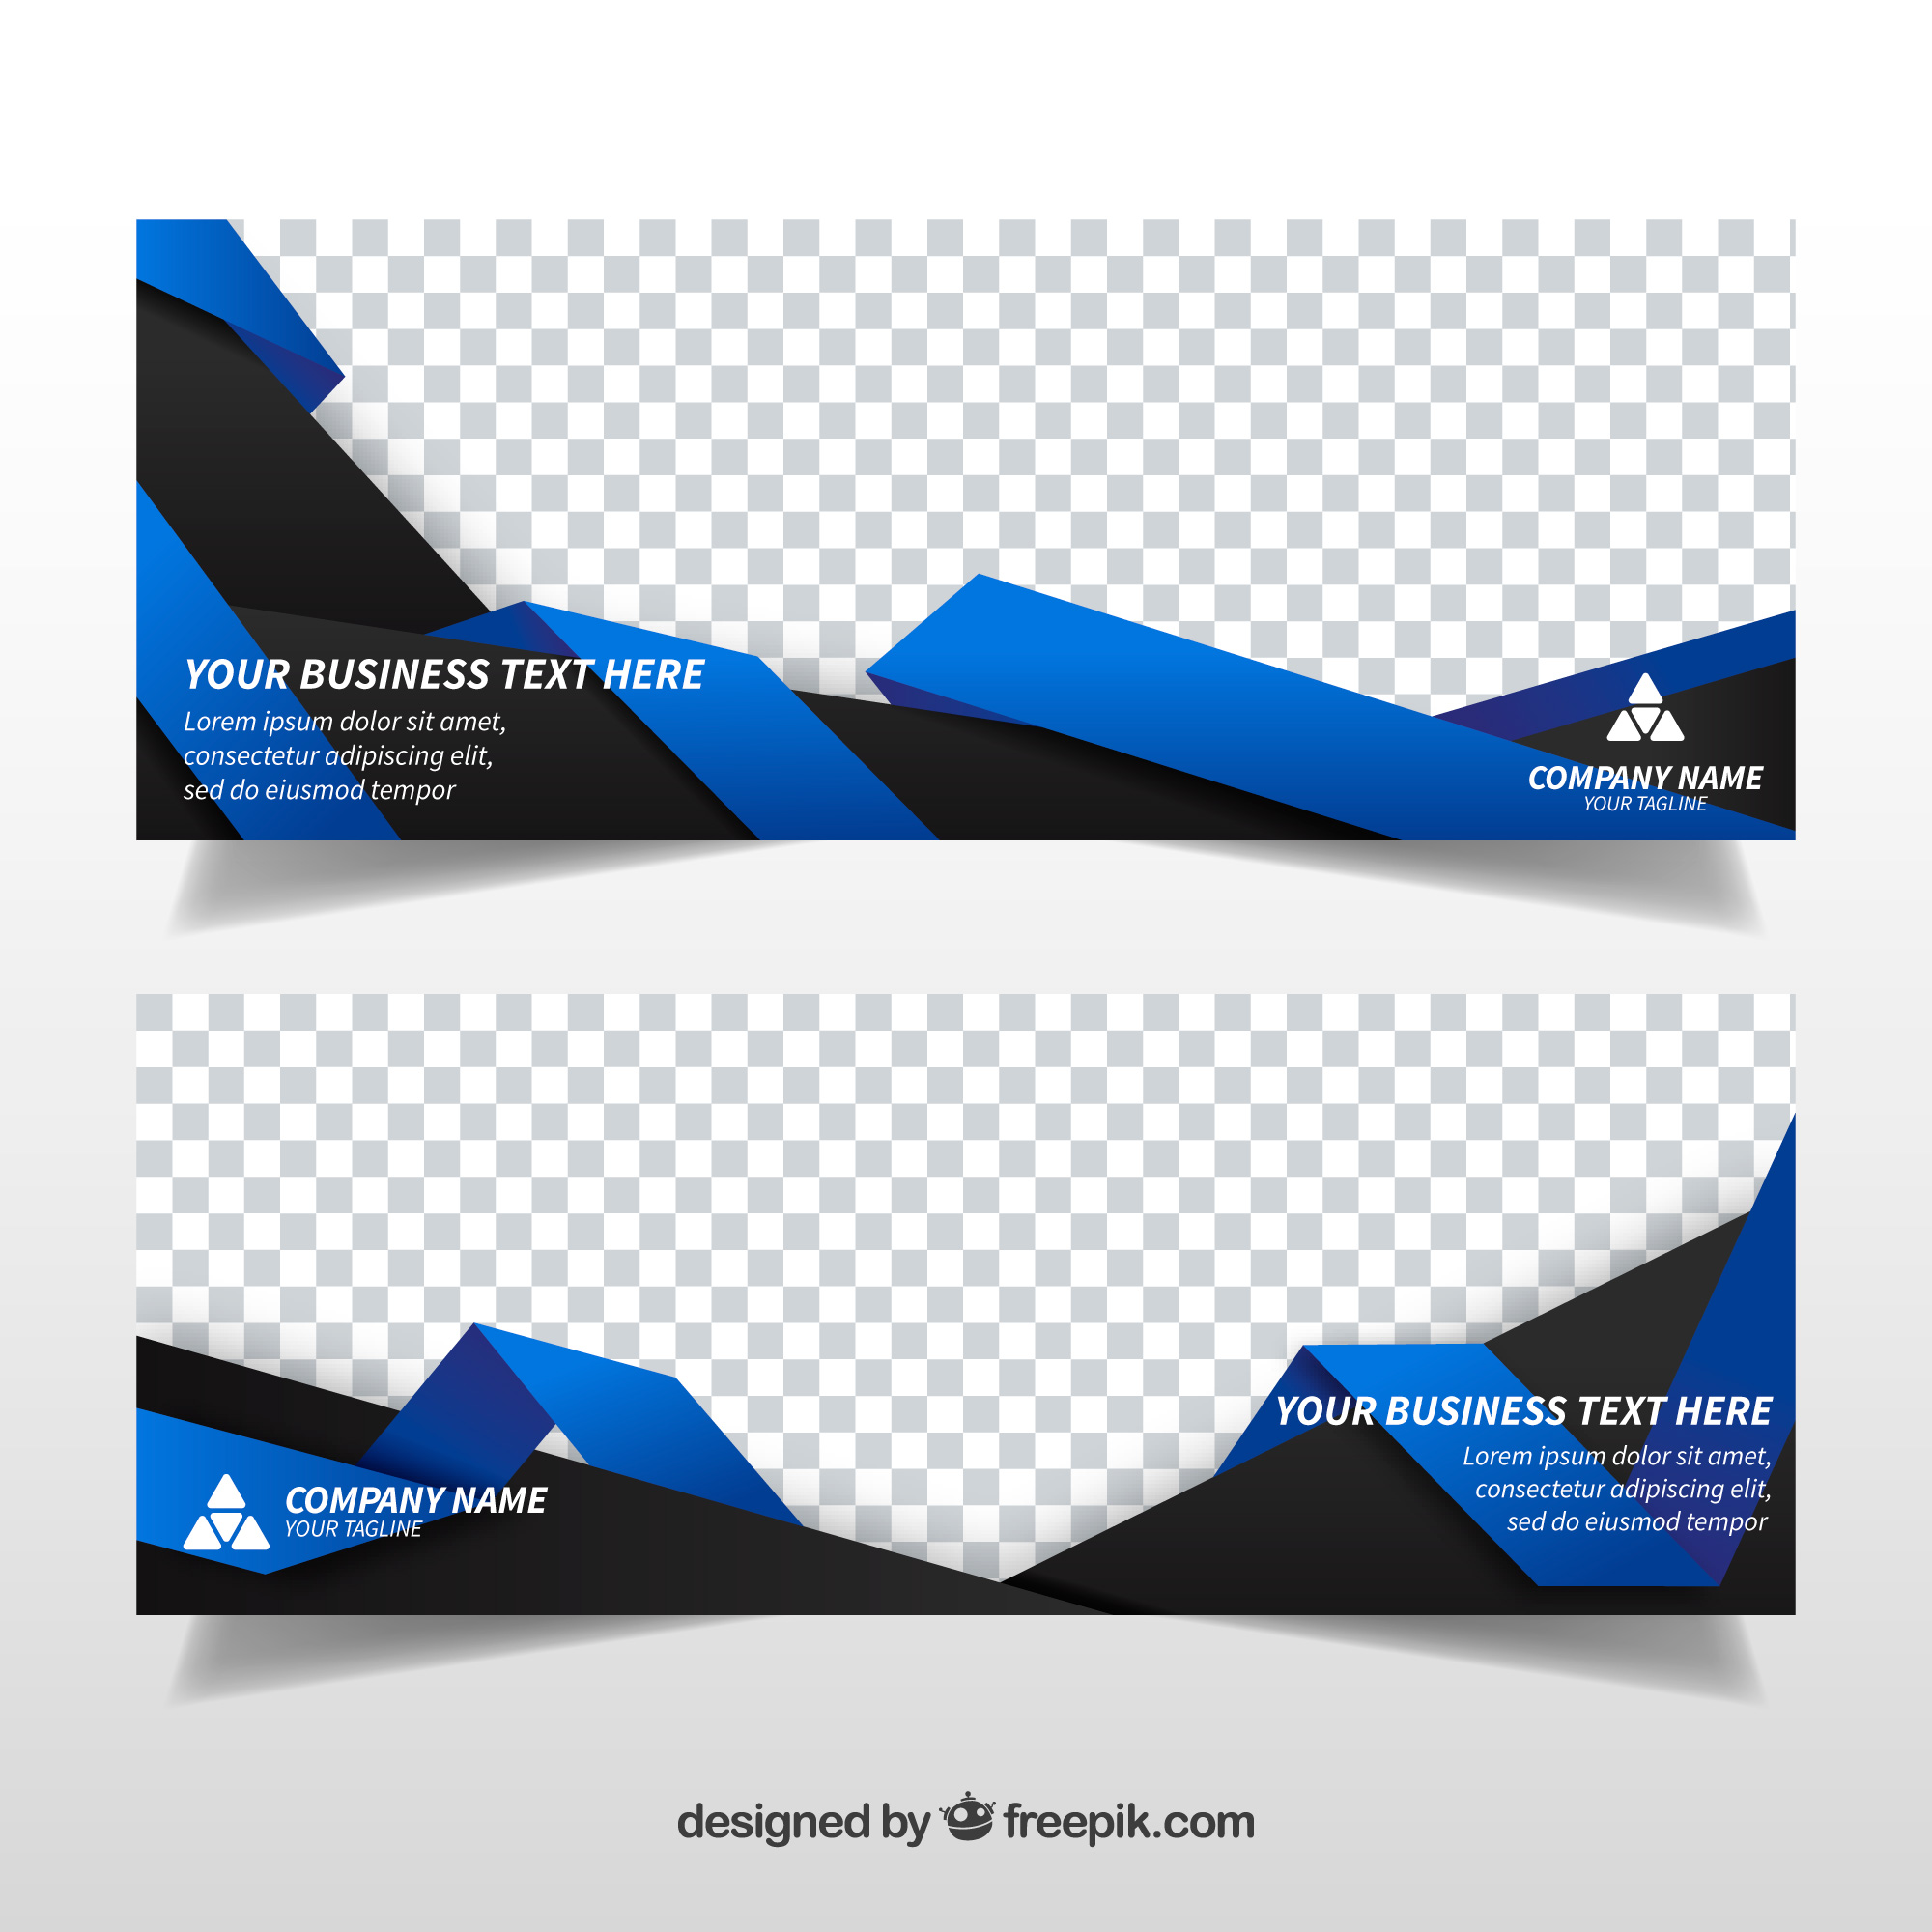 YOUR BUSINESS TEXT HERE
Lorem ipsum dolor sit amet,
consectetur adipiscing elit,
sed do eiusmod tempor
COMPANY NAME
YOUR TAGLINE
COMPANY NAME
YOUR TAGLINE
YOUR BUSINESS TEXT HERE
Lorem ipsum dolor sit amet,
consectetur adipiscing elit,
sed do eiusmod tempor
designed by freepik.com